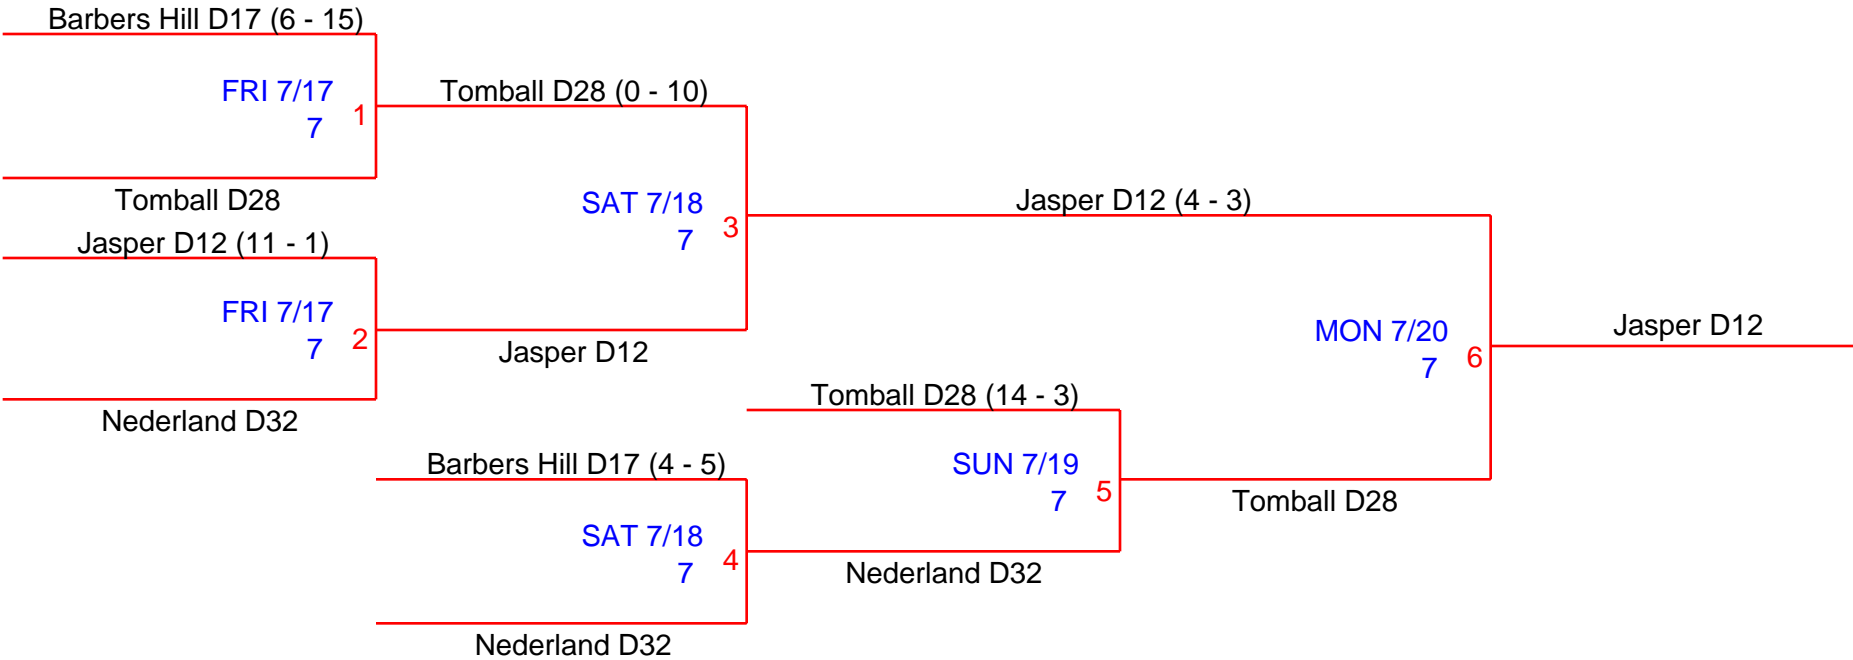 Barbers Hill D17 (6 - 15)
FRI 7/17
7
1
Tomball D28
Tomball D28 (0 - 10)
Jasper D12 (11 - 1)
FRI 7/17
7
2
Nederland D32
SAT 7/18
7
3
Jasper D12
Jasper D12 (4 - 3)
Barbers Hill D17 (4 - 5)
SAT 7/18
7
4
Nederland D32
Tomball D28 (14 - 3)
SUN 7/19
7
5
Nederland D32
MON 7/20
7
6
Tomball D28
Jasper D12